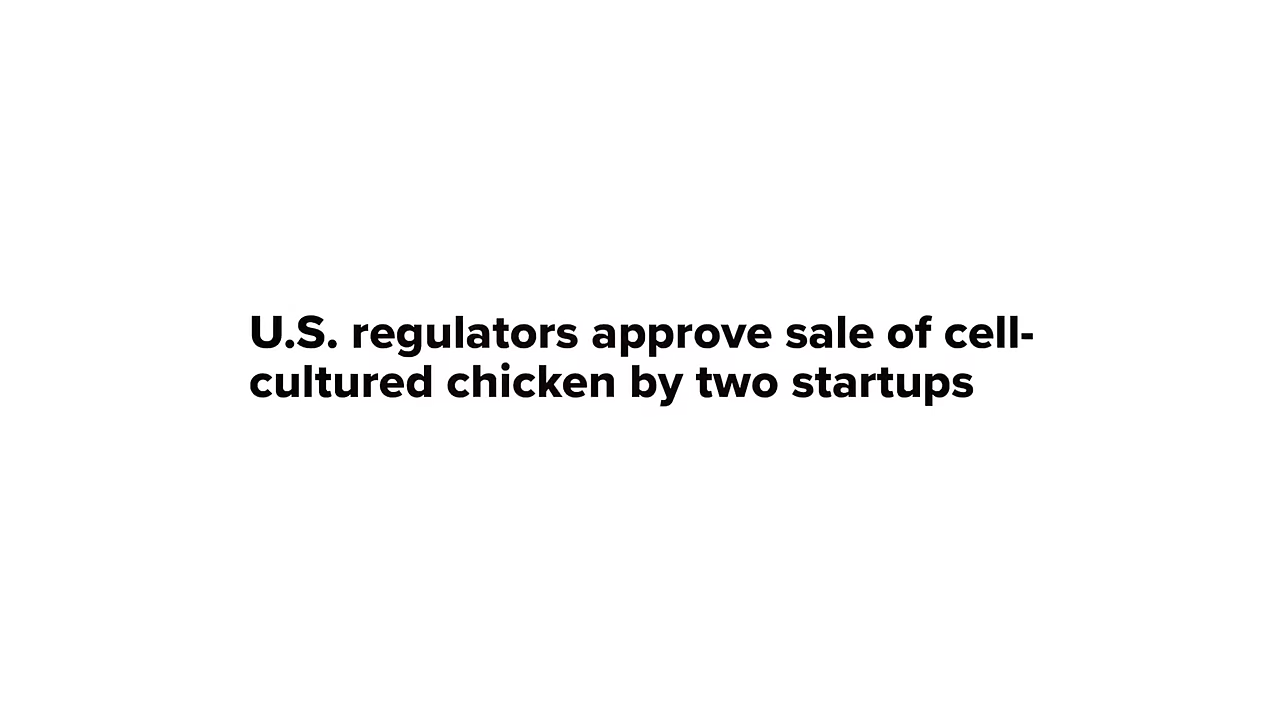 U.S. regulators approve sale of cell-
cultured chicken by two startups